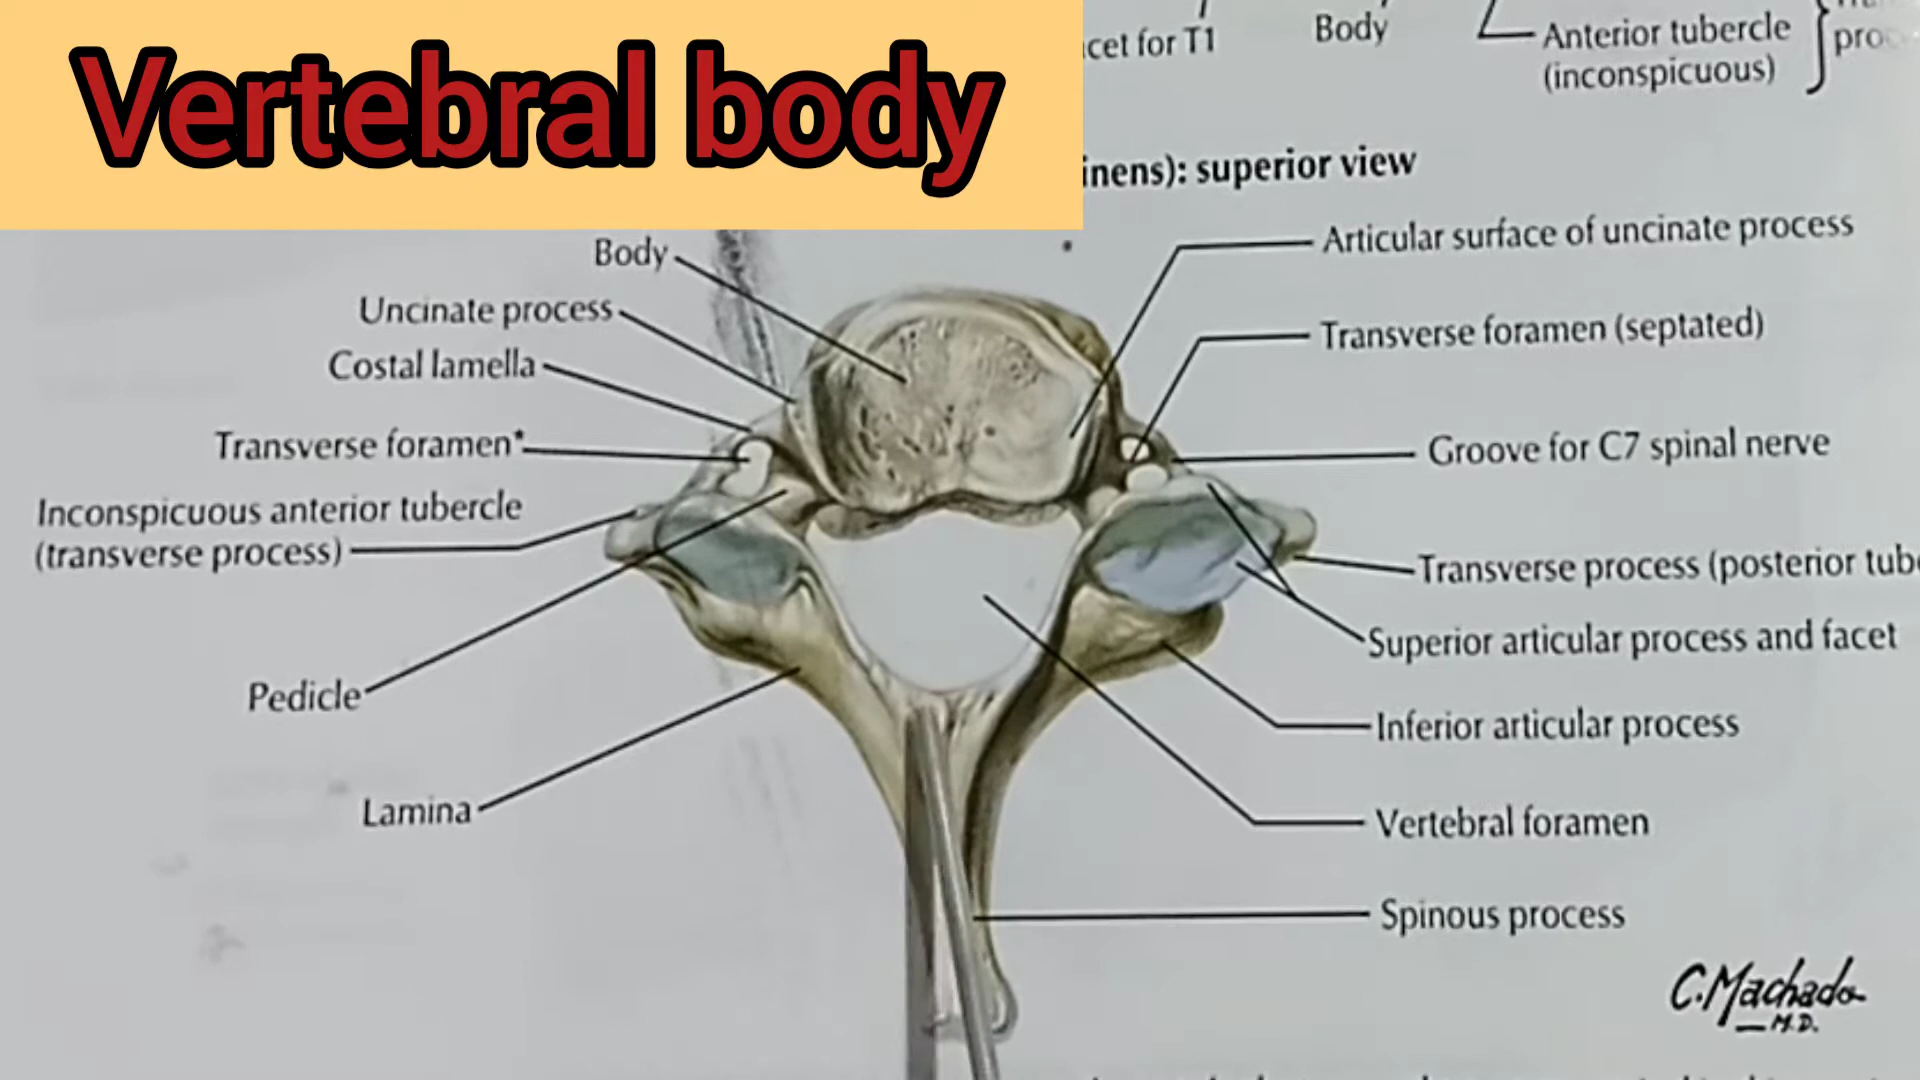 Vertebral body
cet for T1
Body
Anterior tubercle
(inconspicuous)
inens): superior view
Body
Uncinate process
Costal lamella
Transverse foramen*
Inconspicuous anterior tubercle
(transverse process)
Pedicle
Lamina
Articular surface of uncinate process
Transverse foramen (septated)
Groove for C7 spinal nerve
Transverse process (posterior tub
Superior articular process and facet
Inferior articular process
Vertebral foramen
Spinous process
C.Machado
M.D.